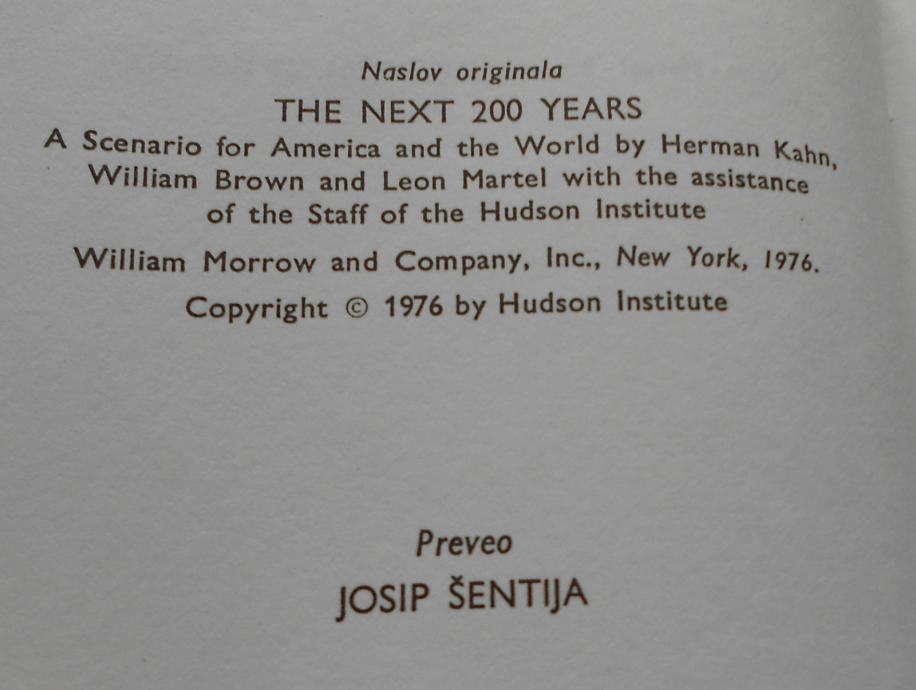 Naslov originala
THE NEXT 200 YEARS
A Scenario for America and the World by Herman Kahn,
William Brown and Leon Martel with the assistance
of the Staff of the Hudson Institute
William Morrow and Company, Inc., New York, 1976.
Copyright © 1976 by Hudson Institute
Preveo
JOSIP ŠENTIJA